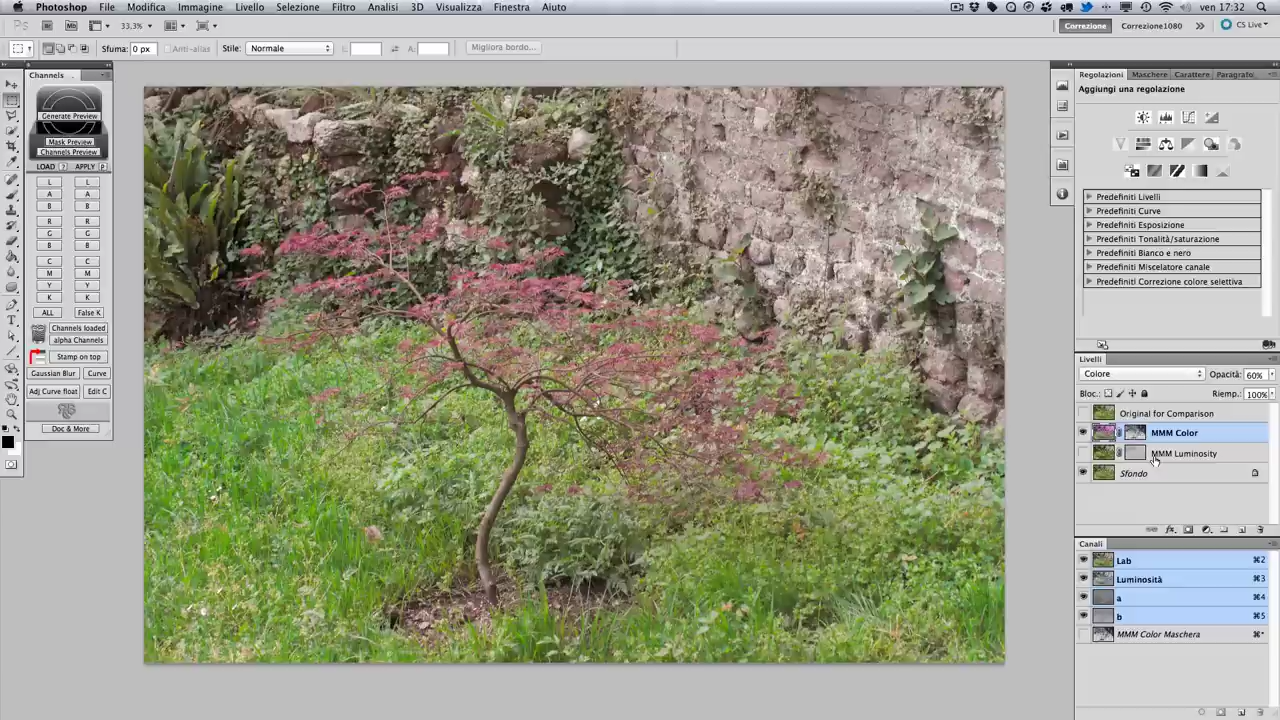 Photoshop File Modifica Immagine Livello Selezione Filtro Analisi 3D Visualizza Finestra Aiuto ven 17:32
Ps Br Mb 33,3% Correzione Correzione1080 CS Live
Sfuma: 0 px Anti-alias Stile: Normale L: A: Migliora bordo...
Channels
Generate Preview
Mask Preview
Channels Preview
LOAD ? APPLY P
L L
A A
B B
R R
G G
B B
C C
M M
Y Y
K K
ALL False K
Channels loaded
alpha Channels
Stamp on top
Gaussian Blur Curve
Adj Curve float Edit C
Doc & More
Regolazioni Maschere Carattere Paragrafo
Aggiungi una regolazione
Predefiniti Livelli
Predefiniti Curve
Predefiniti Esposizione
Predefiniti Tonalità/saturazione
Predefiniti Bianco e nero
Predefiniti Miscelatore canale
Predefiniti Correzione colore selettiva
Livelli
Colore Opacità: 60%
Bloc.: Riemp.: 100%
Original for Comparison
MMM Color
MMM Luminosity
Sfondo
Canali
Lab ⌘2
Luminosità ⌘3
a ⌘4
b ⌘5
MMM Color Maschera